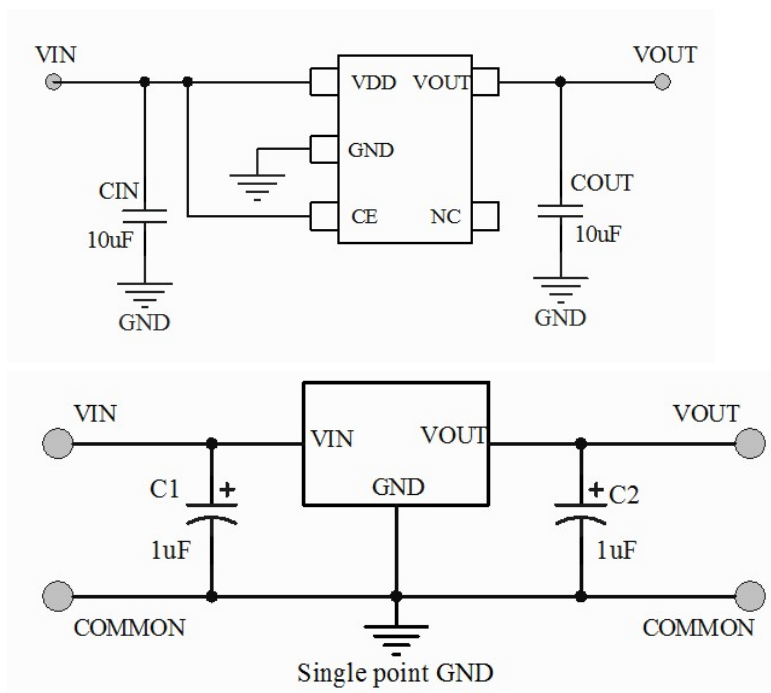 VIN
VOUT
VDD
VOUT
GND
CIN
COUT
CE
NC
10uF
10uF
GND
GND
VIN
VOUT
VIN
VOUT
C1
+
GND
+
C2
1uF
1uF
COMMON
COMMON
Single point GND